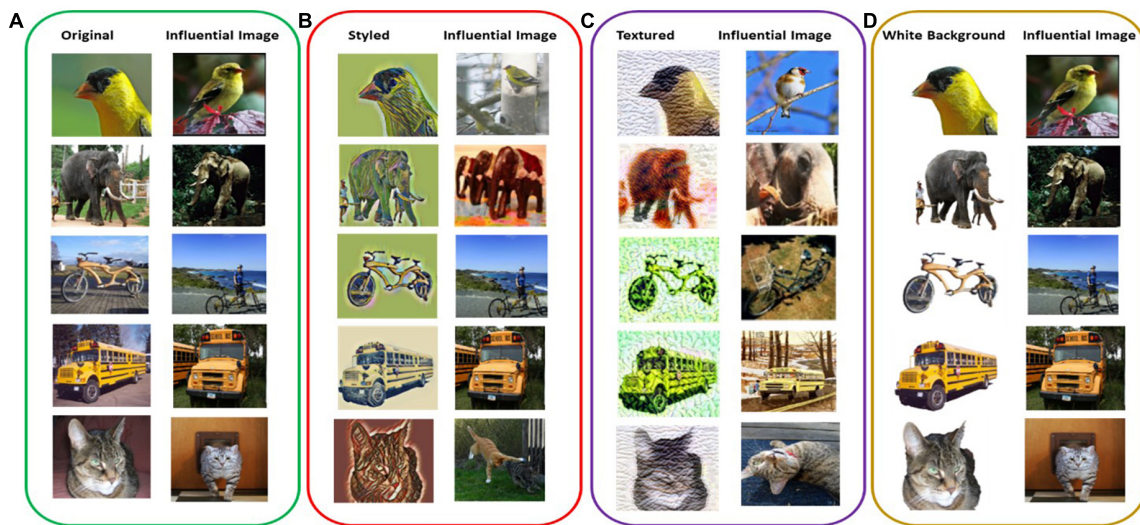 A
Original Influential Image
B
Styled Influential Image
C
Textured Influential Image
D
White Background Influential Image